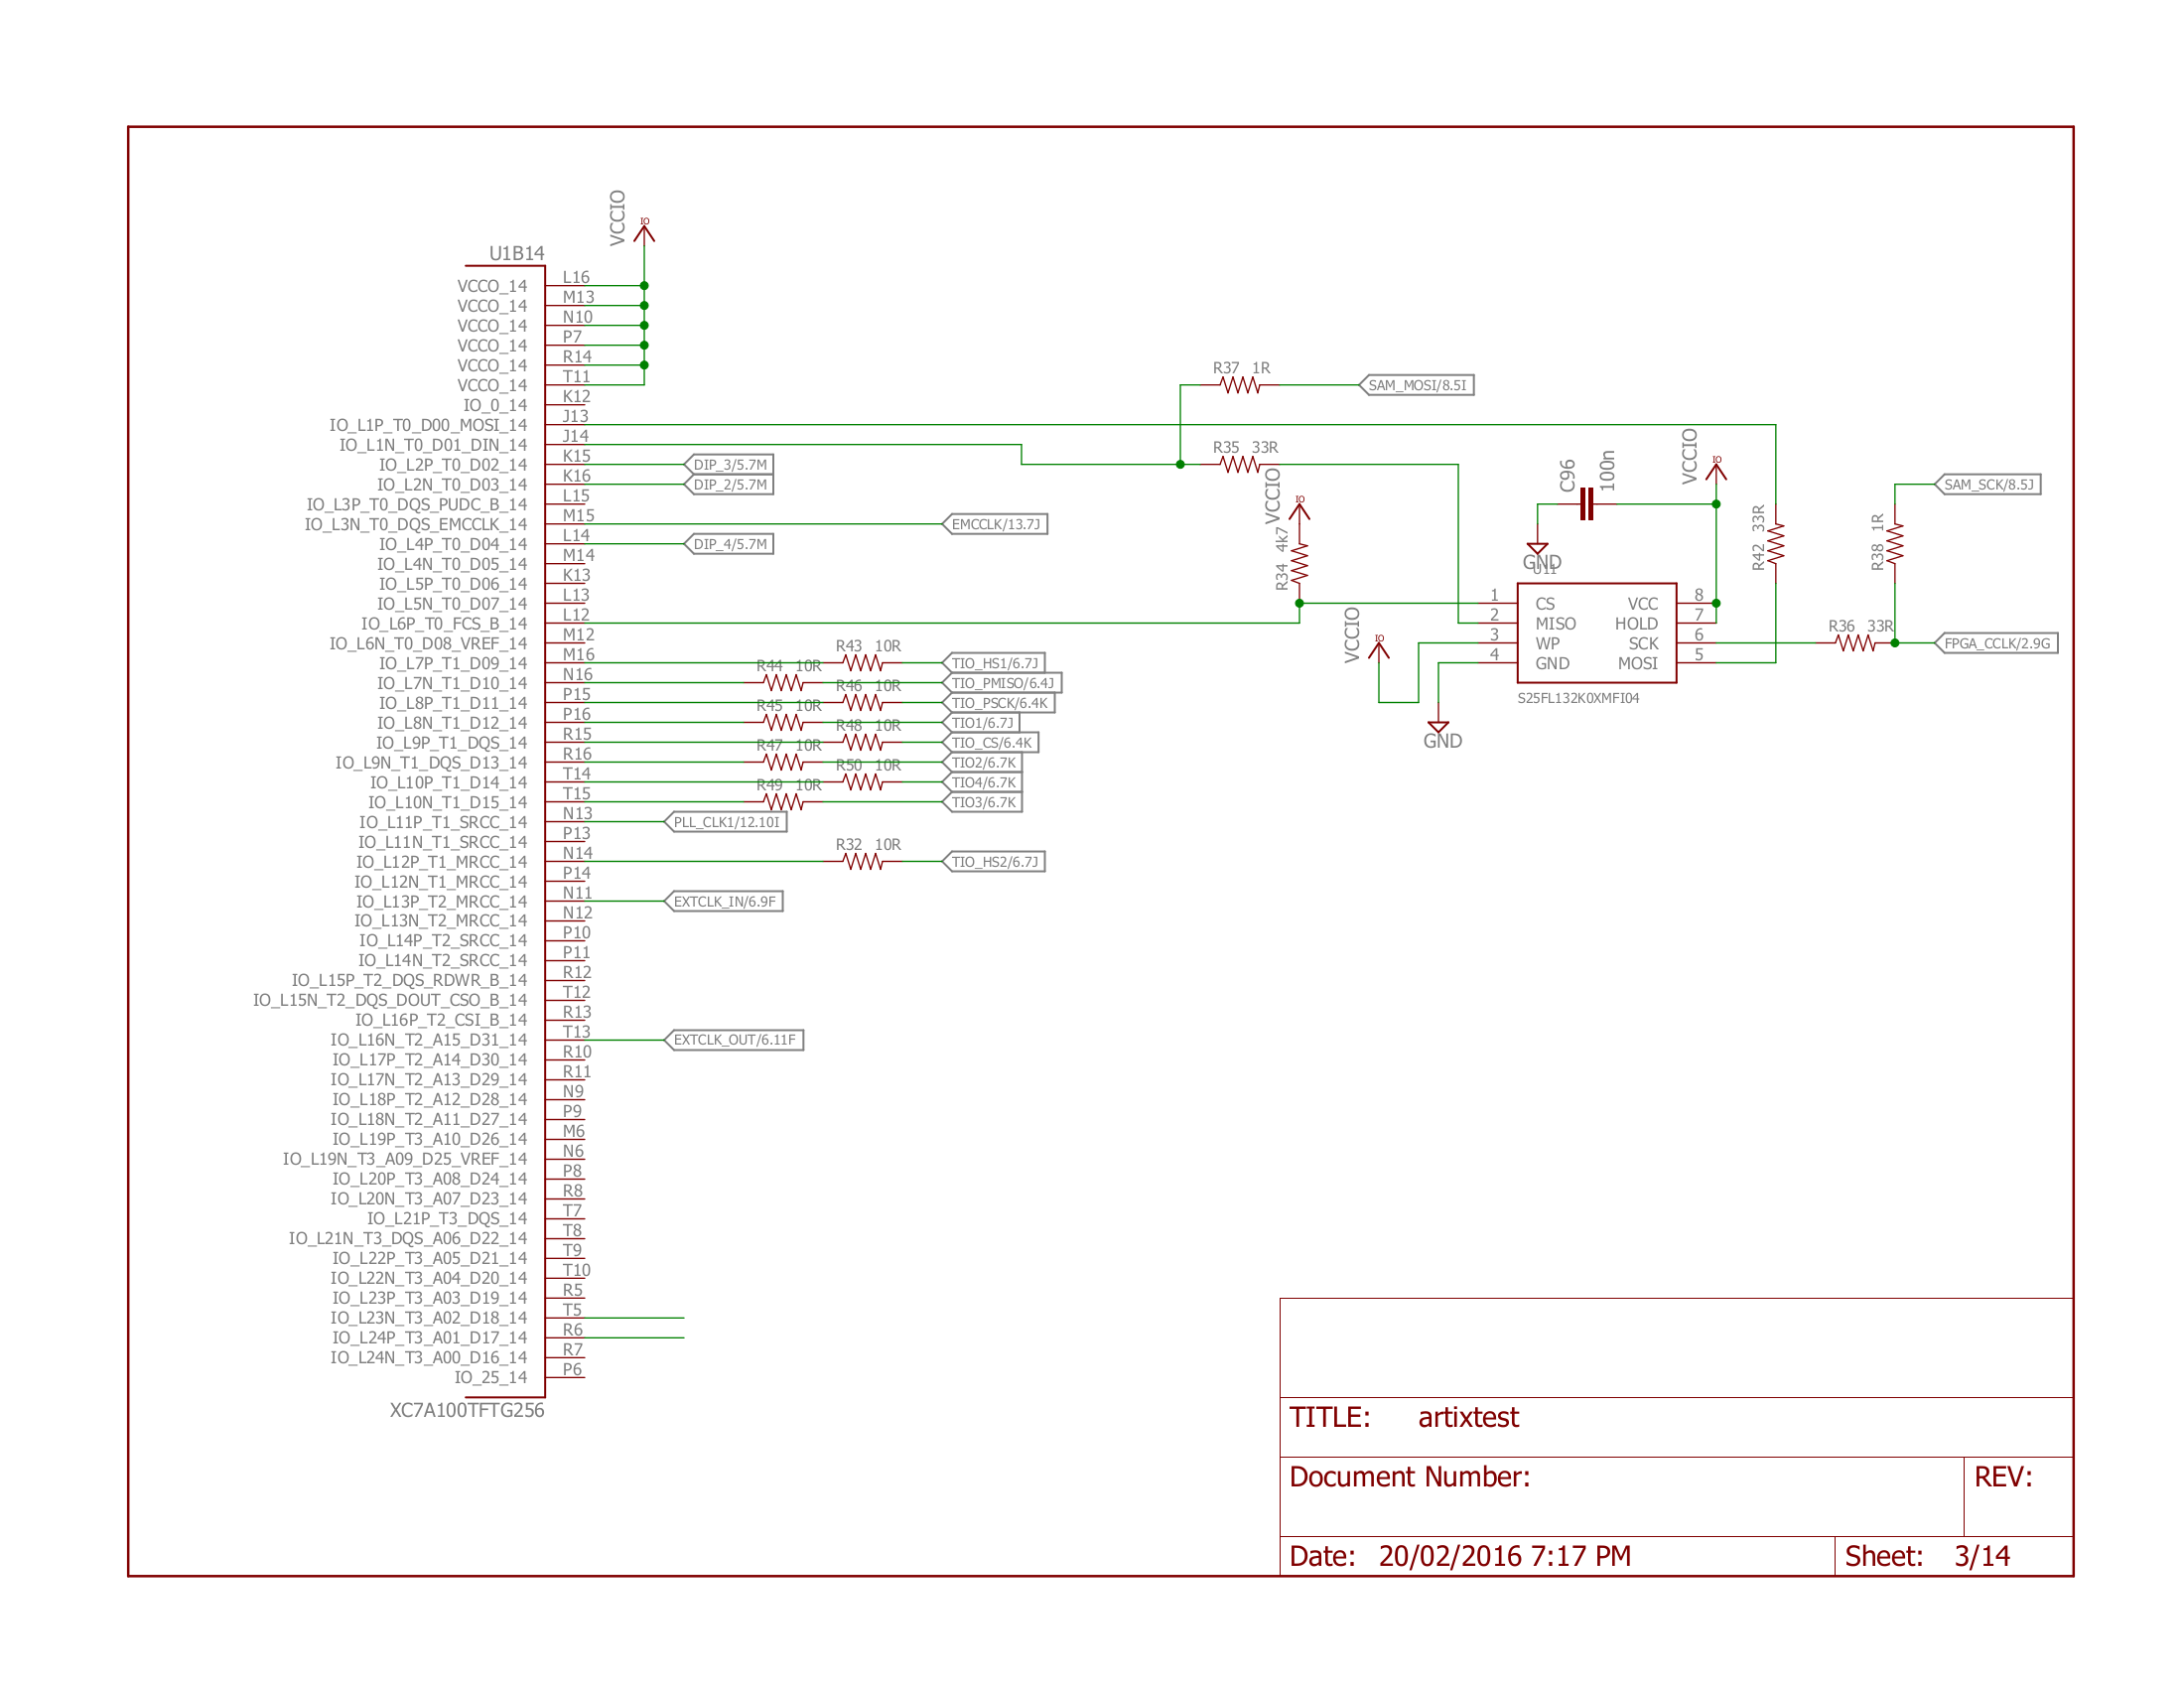 VCCIO
IO
U1B14
VCCO_14 L16
VCCO_14 M13
VCCO_14 N10
VCCO_14 P7
VCCO_14 R14
VCCO_14 T11
IO_0_14 K12
IO_L1P_T0_D00_MOSI_14 J13
IO_L1N_T0_D01_DIN_14 J14
IO_L2P_T0_D02_14 K15 DIP_3/5.7M
IO_L2N_T0_D03_14 K16 DIP_2/5.7M
IO_L3P_T0_DQS_PUDC_B_14 L15
IO_L3N_T0_DQS_EMCCLK_14 M15 EMCCLK/13.7J
IO_L4P_T0_D04_14 L14 DIP_4/5.7M
IO_L4N_T0_D05_14 M14
IO_L5P_T0_D06_14 K13
IO_L5N_T0_D07_14 L13
IO_L6P_T0_FCS_B_14 L12
IO_L6N_T0_D08_VREF_14 M12
IO_L7P_T1_D09_14 M16 R43 10R TIO_HS1/6.7J
IO_L7N_T1_D10_14 N16 R44 10R TIO_PMISO/6.4J
IO_L8P_T1_D11_14 P15 R46 10R TIO_PSCK/6.4K
IO_L8N_T1_D12_14 P16 R45 10R TIO1/6.7J
IO_L9P_T1_DQS_14 R15 R48 10R TIO_CS/6.4K
IO_L9N_T1_DQS_D13_14 R16 R47 10R TIO2/6.7K
IO_L10P_T1_D14_14 T14 R50 10R TIO4/6.7K
IO_L10N_T1_D15_14 T15 R49 10R TIO3/6.7K
IO_L11P_T1_SRCC_14 N13 PLL_CLK1/12.10I
IO_L11N_T1_SRCC_14 P13
IO_L12P_T1_MRCC_14 N14 R32 10R TIO_HS2/6.7J
IO_L12N_T1_MRCC_14 P14
IO_L13P_T2_MRCC_14 N11 EXTCLK_IN/6.9F
IO_L13N_T2_MRCC_14 N12
IO_L14P_T2_SRCC_14 P10
IO_L14N_T2_SRCC_14 P11
IO_L15P_T2_DQS_RDWR_B_14 R12
IO_L15N_T2_DQS_DOUT_CSO_B_14 T12
IO_L16P_T2_CSI_B_14 R13
IO_L16N_T2_A15_D31_14 T13 EXTCLK_OUT/6.11F
IO_L17P_T2_A14_D30_14 R10
IO_L17N_T2_A13_D29_14 R11
IO_L18P_T2_A12_D28_14 N9
IO_L18N_T2_A11_D27_14 P9
IO_L19P_T3_A10_D26_14 M6
IO_L19N_T3_A09_D25_VREF_14 N6
IO_L20P_T3_A08_D24_14 P8
IO_L20N_T3_A07_D23_14 R8
IO_L21P_T3_DQS_14 T7
IO_L21N_T3_DQS_A06_D22_14 T8
IO_L22P_T3_A05_D21_14 T9
IO_L22N_T3_A04_D20_14 T10
IO_L23P_T3_A03_D19_14 R5
IO_L23N_T3_A02_D18_14 T5
IO_L24P_T3_A01_D17_14 R6
IO_L24N_T3_A00_D16_14 R7
IO_25_14 P6
XC7A100TFTG256
R37 1R SAM_MOSI/8.5I
R35 33R
VCCIO
IO
R34 4k7
VCCIO
IO
C96 100n
GND
VCCIO
IO
R42 33R
R38 1R
SAM_SCK/8.5J
U11
1 CS VCC 8
2 MISO HOLD 7
3 WP SCK 6
4 GND MOSI 5
S25FL132K0XMFI04
R36 33R FPGA_CCLK/2.9G
GND
TITLE: artixtest
Document Number:
REV:
Date: 20/02/2016 7:17 PM
Sheet: 3/14